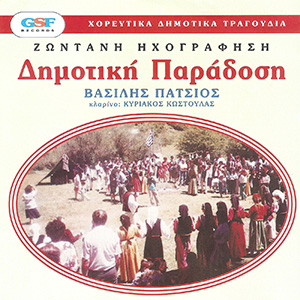 GSF
RECORDS
ΧΟΡΕΥΤΙΚΑ ΔΗΜΟΤΙΚΑ ΤΡΑΓΟΥΔΙΑ
ΖΩΝΤΑΝΗ ΗΧΟΓΡΑΦΗΣΗ
Δημοτική Παράδοση
ΒΑΣΙΛΗΣ ΠΑΤΣΙΟΣ
κλαρίνο: ΚΥΡΙΑΚΟΣ ΚΩΣΤΟΥΛΑΣ